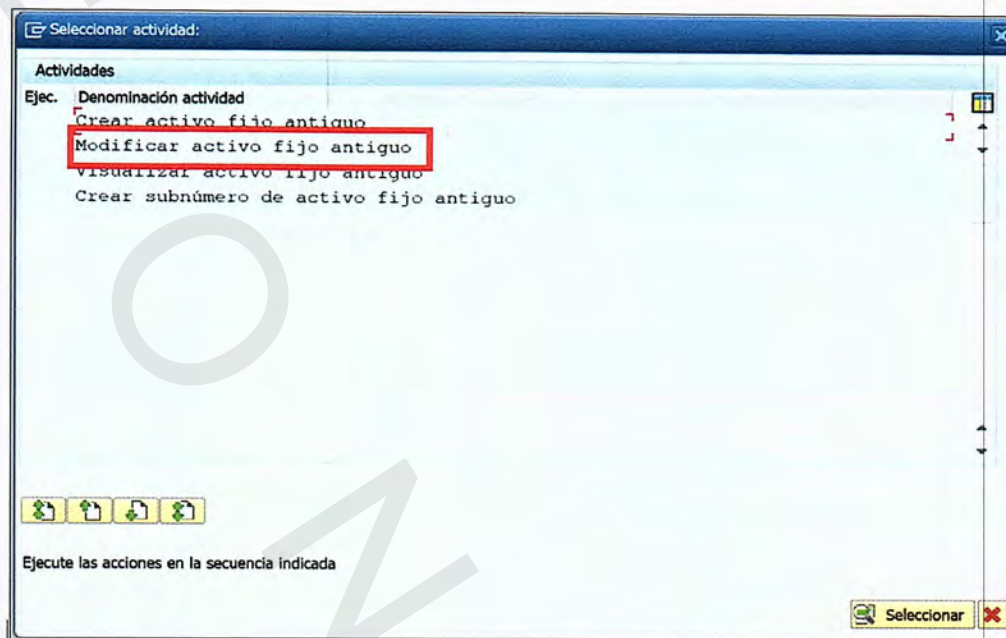 Seleccionar actividad:
Actividades
Ejec. Denominación actividad
Crear activo fijo antiguo
Modificar activo fijo antiguo
Visualizar activo fijo antiguo
Crear subnúmero de activo fijo antiguo
Ejecute las acciones en la secuencia indicada
Seleccionar
O
N